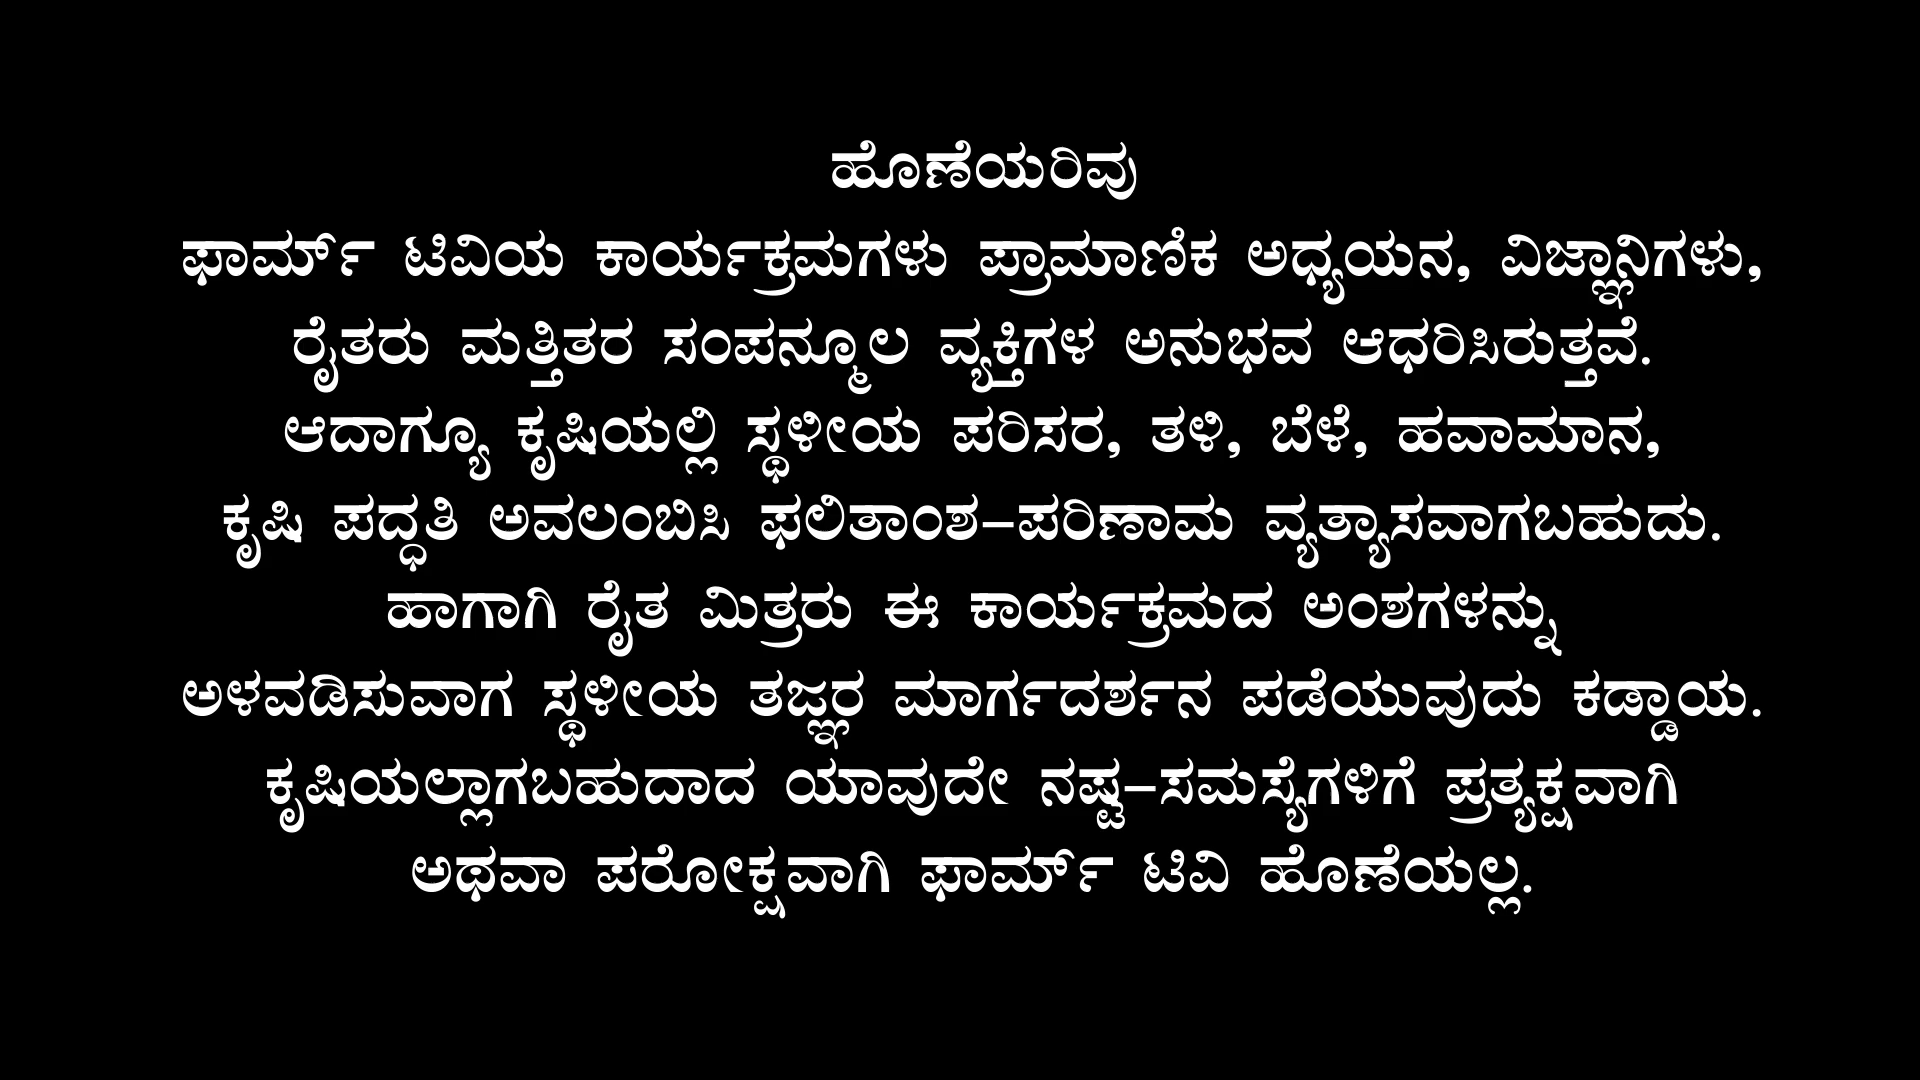 ಹೊಣೆಯರಿವು
ಫಾರ್ಮ್ ಟಿವಿಯ ಕಾರ್ಯಕ್ರಮಗಳು ಪ್ರಾಮಾಣಿಕ ಅಧ್ಯಯನ, ವಿಜ್ಞಾನಿಗಳು,
ರೈತರು ಮತ್ತಿತರ ಸಂಪನ್ಮೂಲ ವ್ಯಕ್ತಿಗಳ ಅನುಭವ ಆಧರಿಸಿರುತ್ತವೆ.
ಆದಾಗ್ಯೂ ಕೃಷಿಯಲ್ಲಿ ಸ್ಥಳೀಯ ಪರಿಸರ, ತಳಿ, ಬೆಳೆ, ಹವಾಮಾನ,
ಕೃಷಿ ಪದ್ಧತಿ ಅವಲಂಬಿಸಿ ಫಲಿತಾಂಶ–ಪರಿಣಾಮ ವ್ಯತ್ಯಾಸವಾಗಬಹುದು.
ಹಾಗಾಗಿ ರೈತ ಮಿತ್ರರು ಈ ಕಾರ್ಯಕ್ರಮದ ಅಂಶಗಳನ್ನು
ಅಳವಡಿಸುವಾಗ ಸ್ಥಳೀಯ ತಜ್ಞರ ಮಾರ್ಗದರ್ಶನ ಪಡೆಯುವುದು ಕಡ್ಡಾಯ.
ಕೃಷಿಯಲ್ಲಾಗಬಹುದಾದ ಯಾವುದೇ ನಷ್ಟ–ಸಮಸ್ಯೆಗಳಿಗೆ ಪ್ರತ್ಯಕ್ಷವಾಗಿ
ಅಥವಾ ಪರೋಕ್ಷವಾಗಿ ಫಾರ್ಮ್ ಟಿವಿ ಹೊಣೆಯಲ್ಲ.